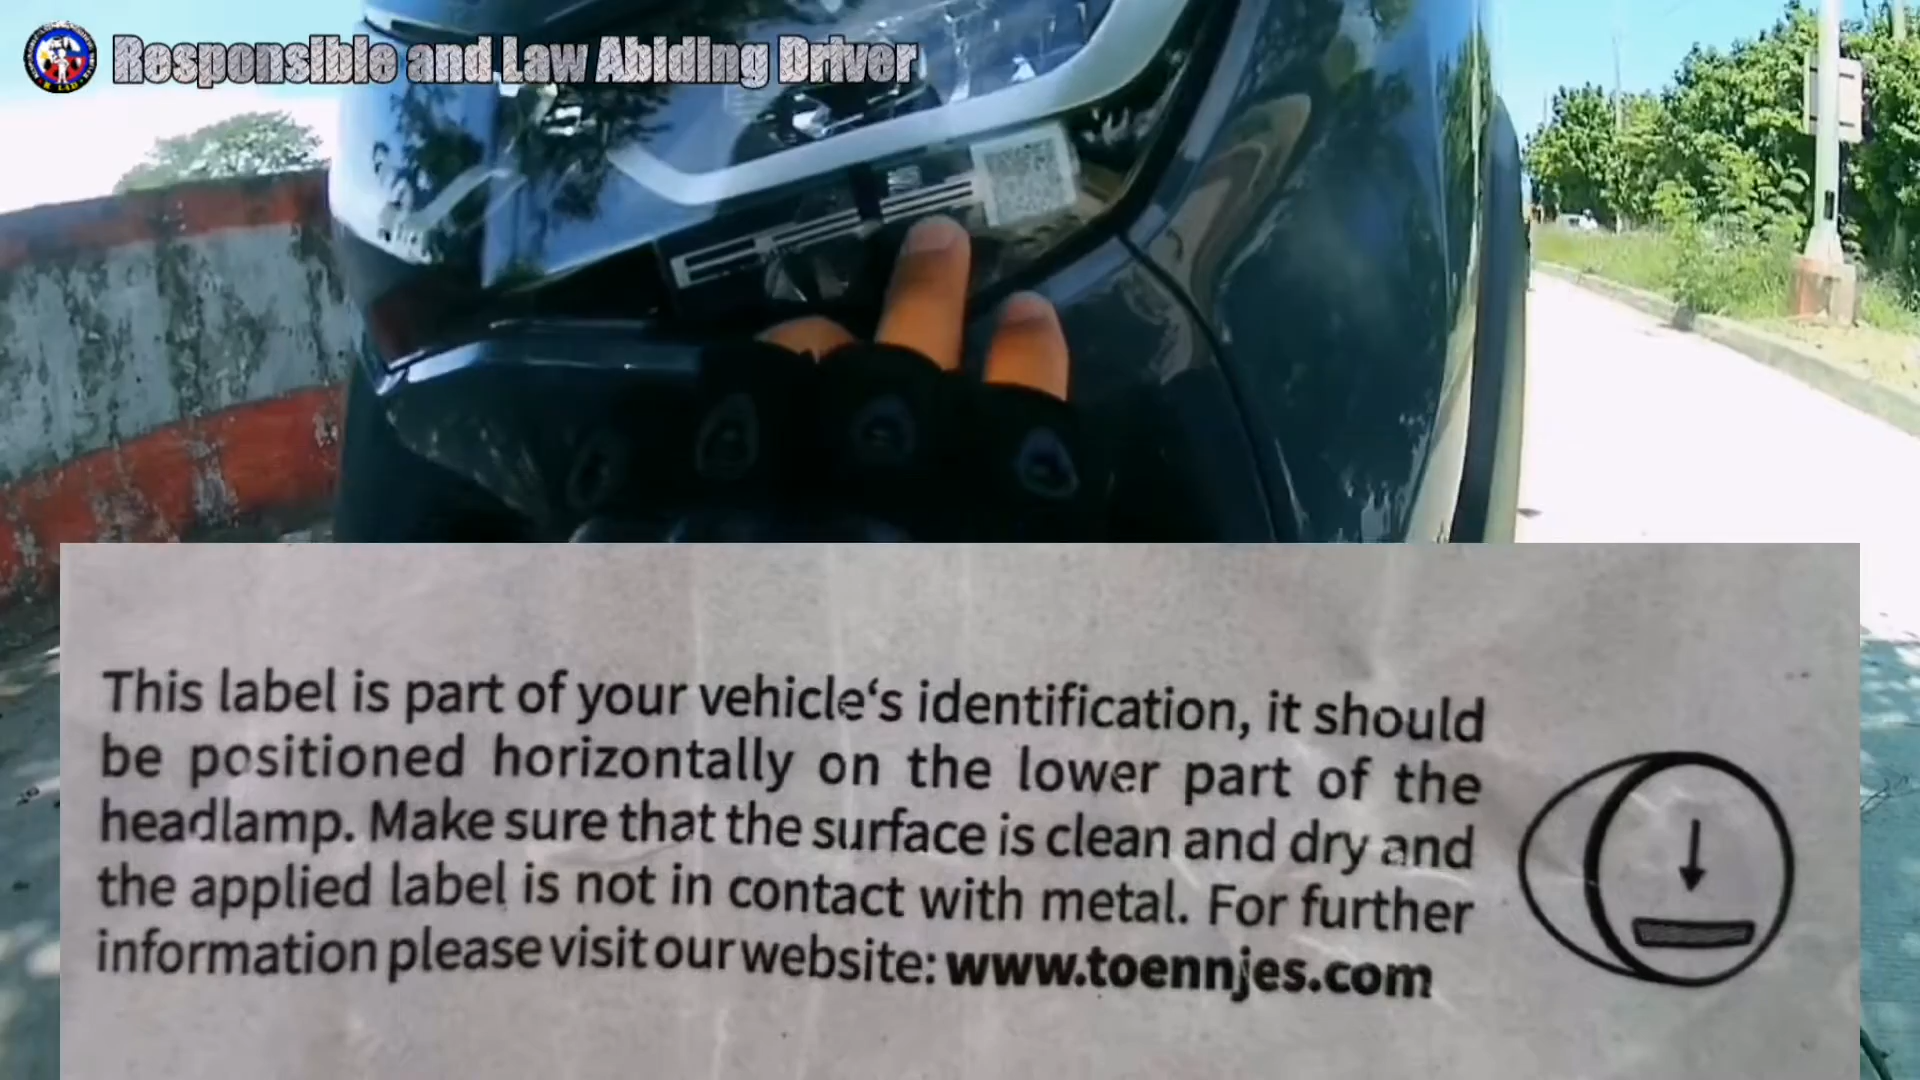 Responsible and Law Abiding Driver
This label is part of your vehicle‘s identification, it should
be positioned horizontally on the lower part of the
headlamp. Make sure that the surface is clean and dry and
the applied label is not in contact with metal. For further
information please visit our website: www.toennjes.com